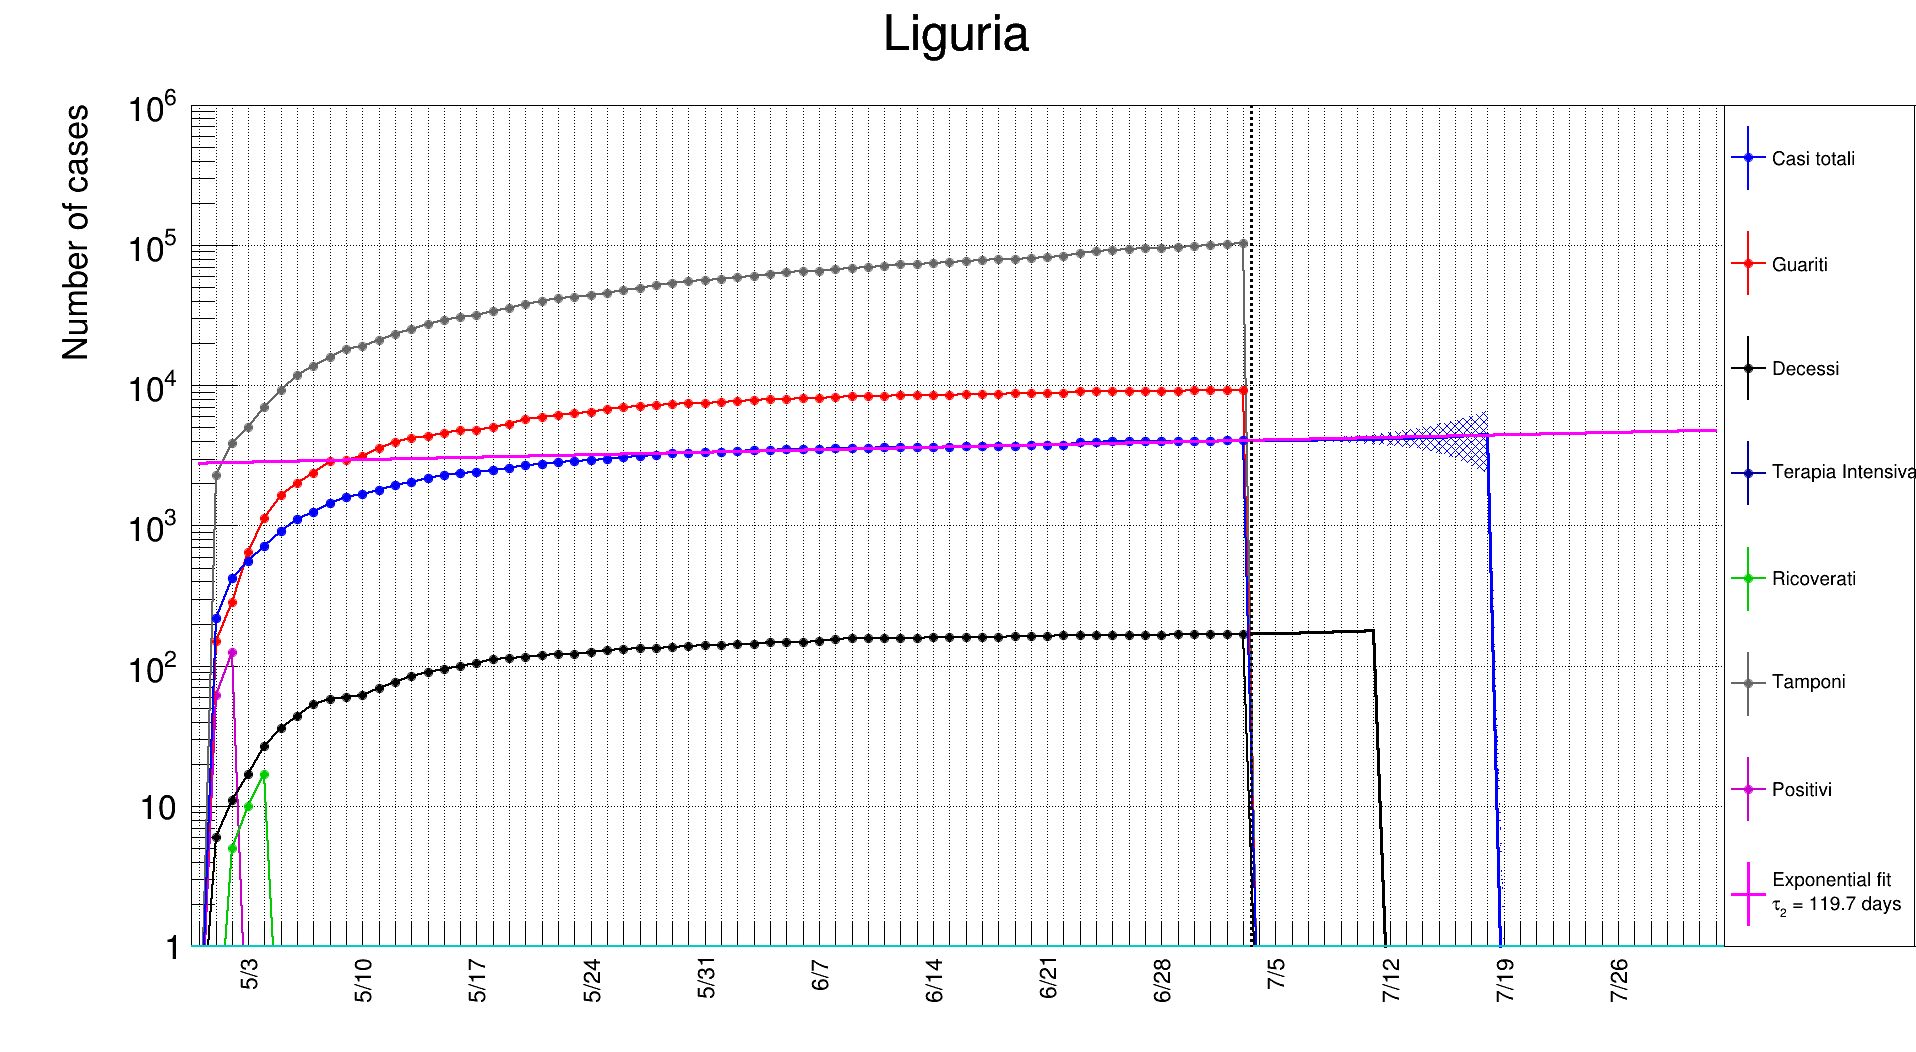 Liguria
Number of cases
10^6
10^5
10^4
10^3
10^2
10
1
5/3
5/10
5/17
5/24
5/31
6/7
6/14
6/21
6/28
7/5
7/12
7/19
7/26
Casi totali
Guariti
Decessi
Terapia Intensiva
Ricoverati
Tamponi
Positivi
Exponential fit
τ₂ = 119.7 days